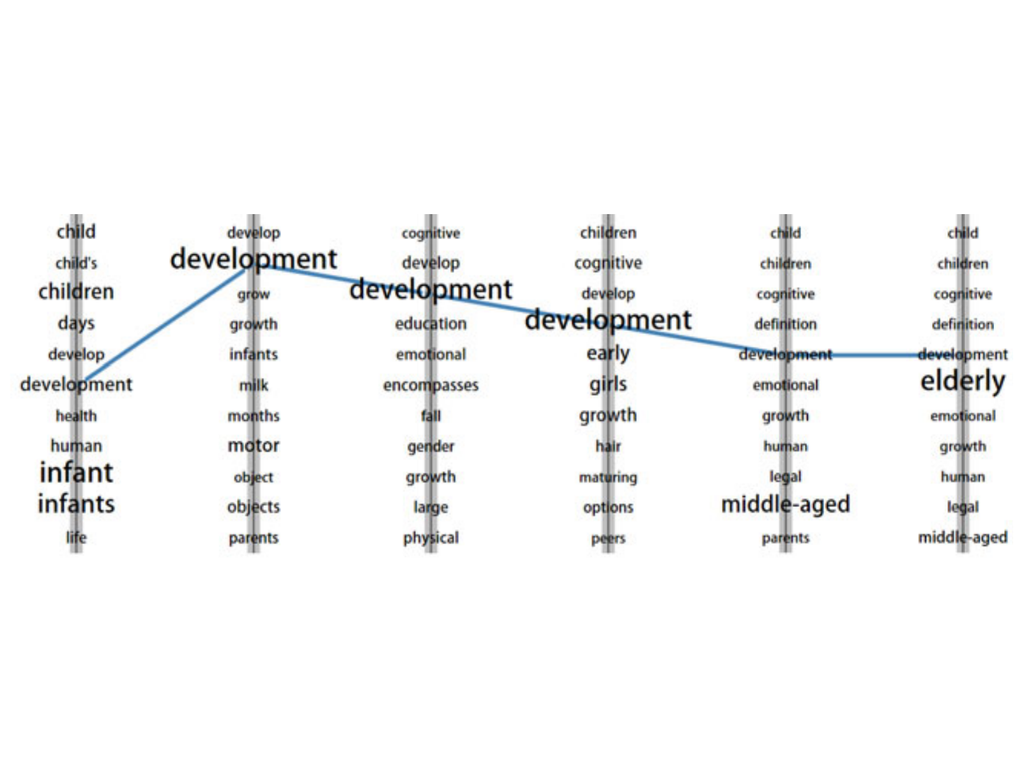 child develop cognitive children child child
child's development develop cognitive children children
children grow development develop cognitive cognitive
days growth education development definition definition
develop infants emotional early development development
development milk encompasses girls emotional elderly
health months fall growth growth emotional
human motor gender hair human growth
infant object growth maturing legal human
infants objects large options middle-aged legal
life parents physical peers parents middle-aged